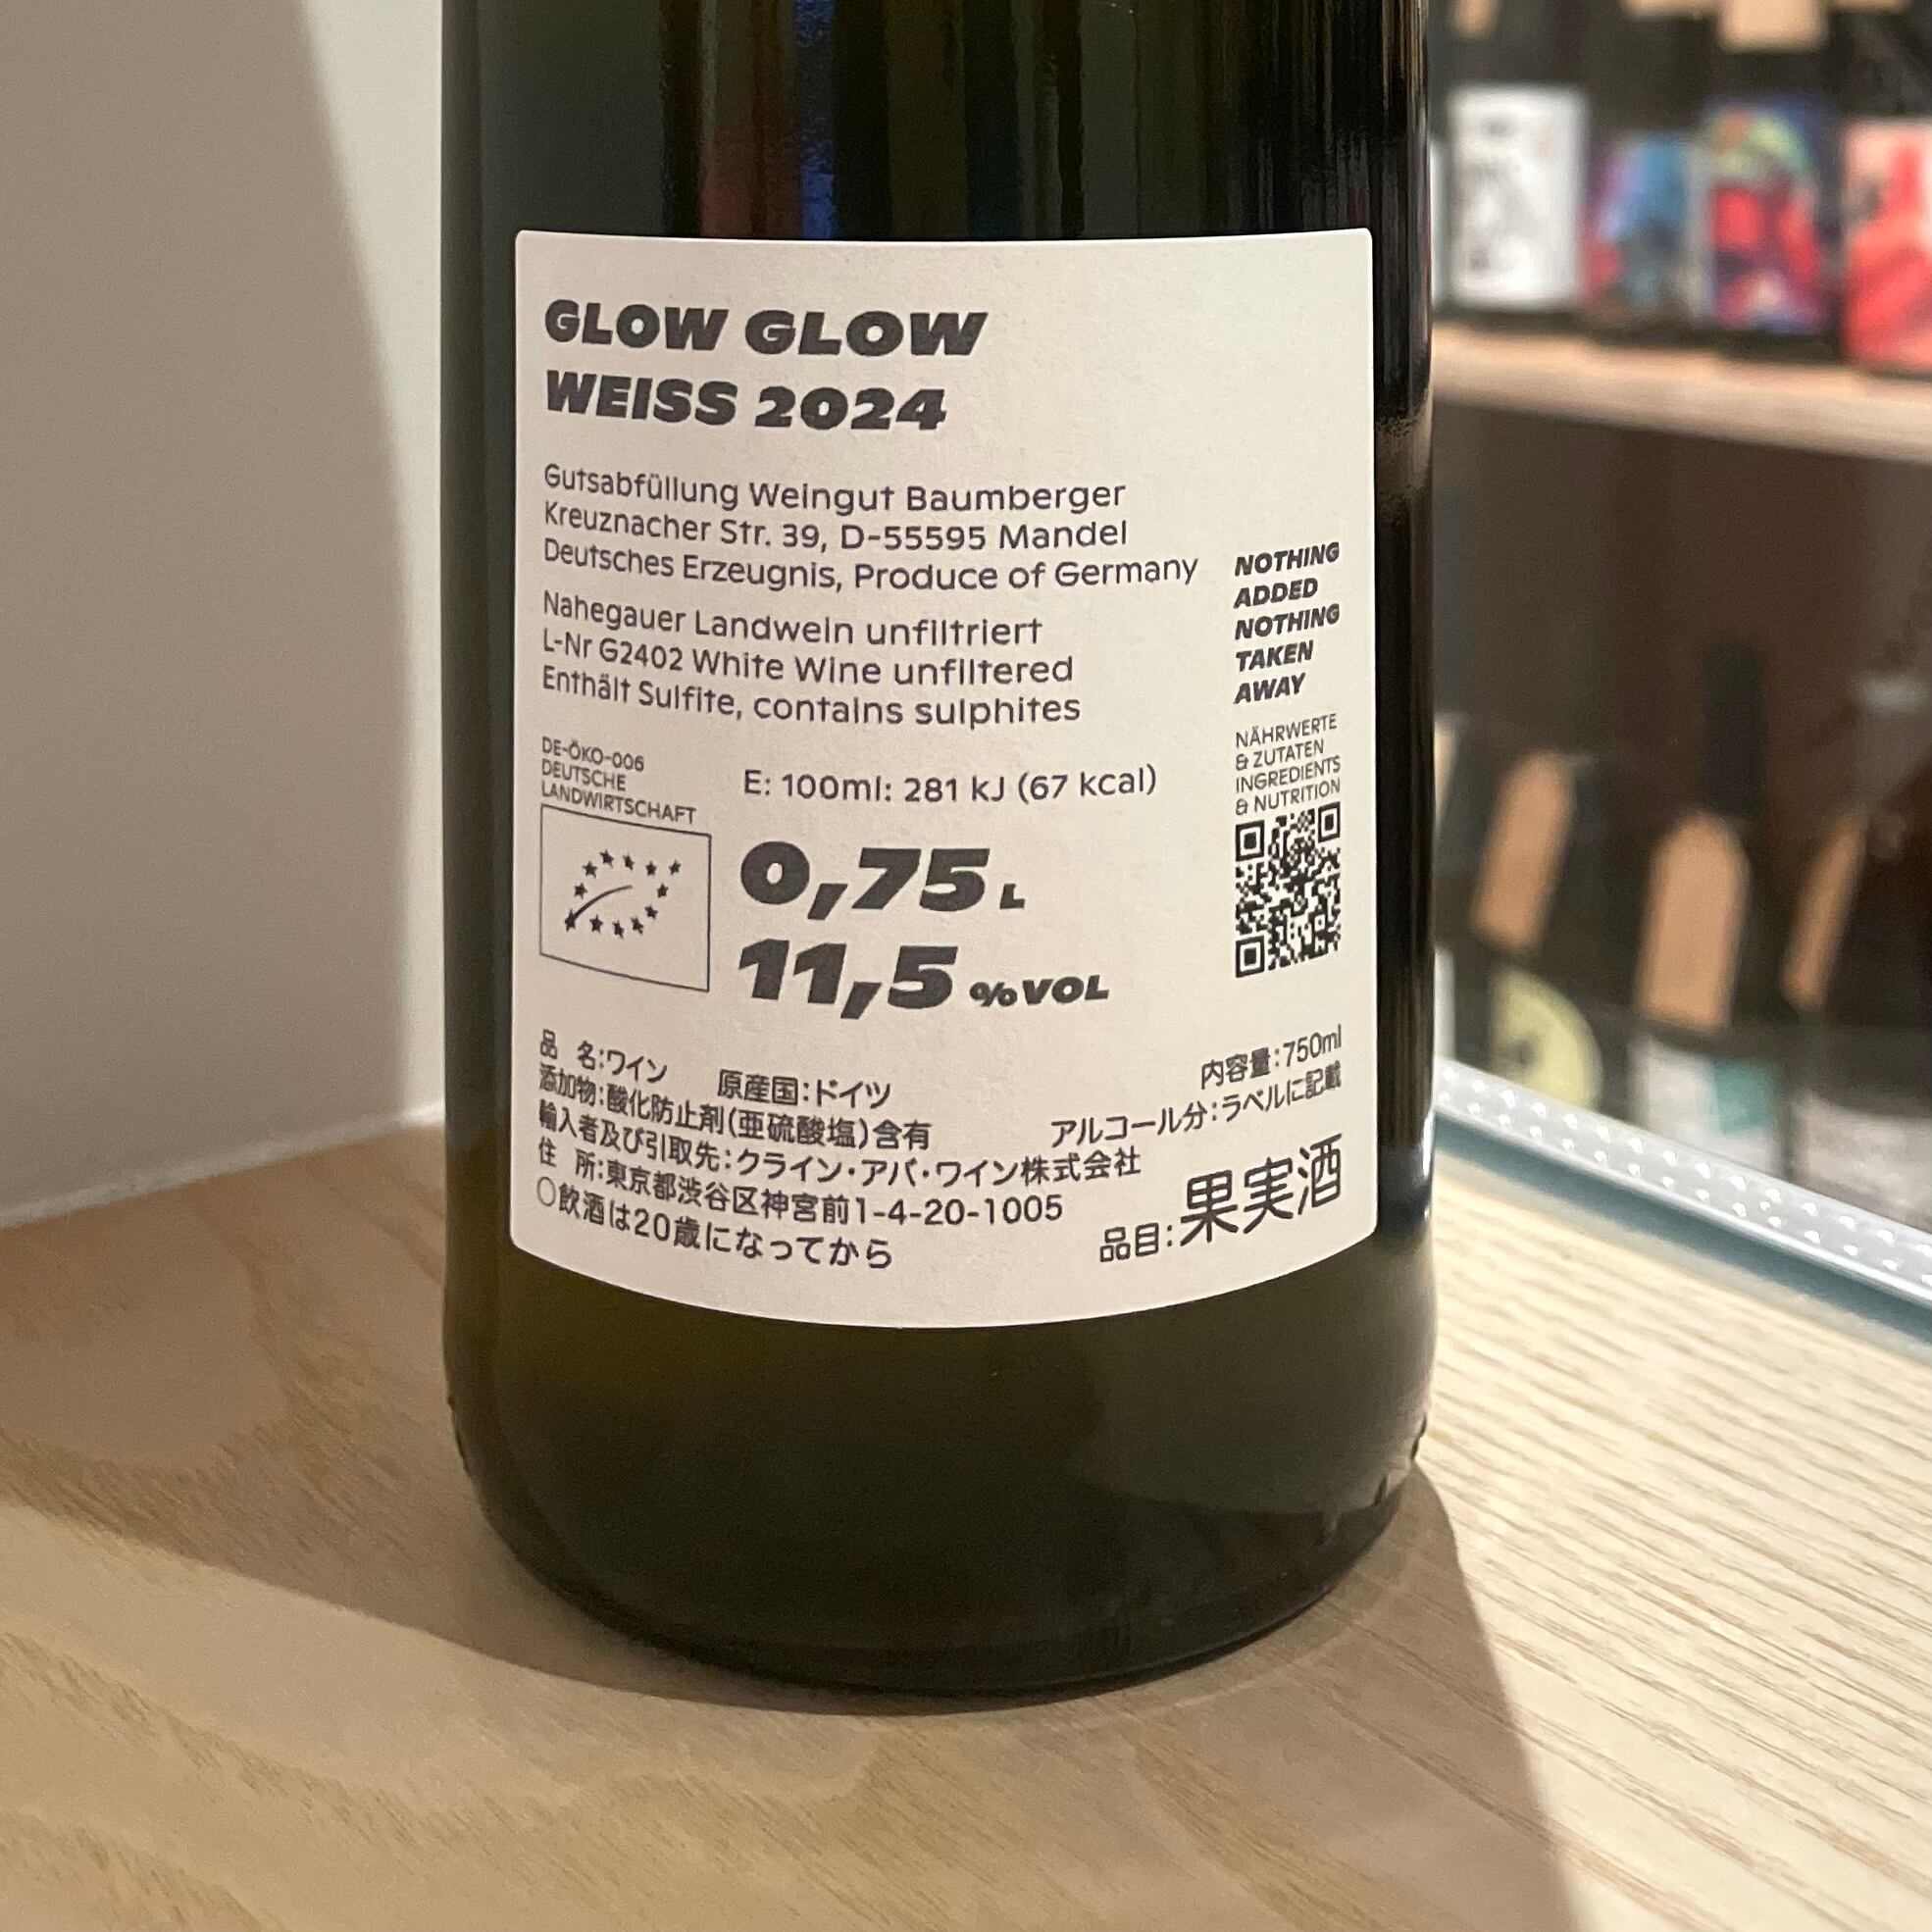 GLOW GLOW
WEISS 2024
Gutsabfüllung Weingut Baumberger
Kreuznacher Str. 39, D-55595 Mandel
Deutsches Erzeugnis, Produce of Germany
Nahegauer Landwein unfiltriert
L-Nr G2402 White Wine unfiltered
Enthält Sulfite, contains sulphites
NOTHING
ADDED
NOTHING
TAKEN
AWAY
NÄHRWERTE
& ZUTATEN
INGREDIENTS
& NUTRITION
DE-ÖKO-006
DEUTSCHE
LANDWIRTSCHAFT
E: 100ml: 281 kJ (67 kcal)
0,75 L
11,5 %VOL
品 名:ワイン 原産国:ドイツ 内容量:750ml
添加物:酸化防止剤(亜硫酸塩)含有 アルコール分:ラベルに記載
輸入者及び引取先:クライン・アバ・ワイン株式会社
住 所:東京都渋谷区神宮前1-4-20-1005
○飲酒は20歳になってから 品目:果実酒